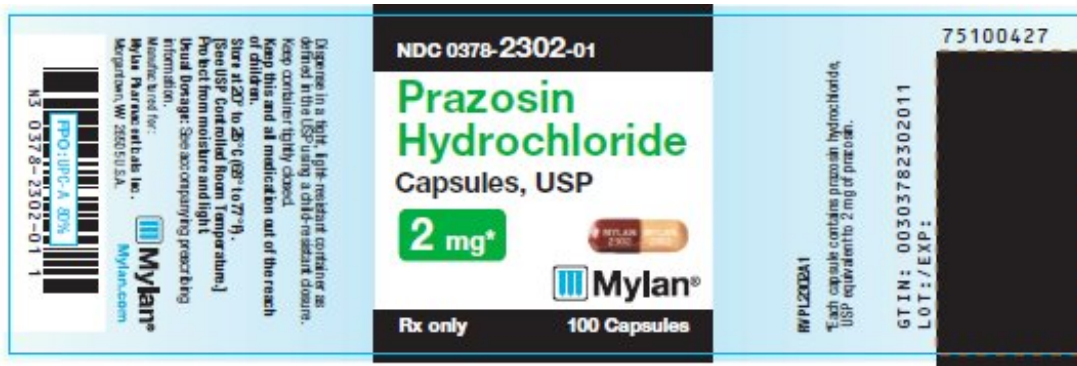 Dispense in a tight, light-resistant container as
defined in the USP using a child-resistant closure.
Keep container tightly closed.
Keep this and all medication out of the reach
of children.
Store at 20° to 25°C (68° to 77°F).
[See USP Controlled Room Temperature.]
Protect from moisture and light.
Usual Dosage: See accompanying prescribing
information.
Manufactured for:
Mylan Pharmaceuticals Inc.
Morgantown, WV 26505 U.S.A.
Mylan®
Mylan.com
FPO: UPC-A 80%
N3 0378-2302-01 1
NDC 0378-2302-01
Prazosin
Hydrochloride
Capsules, USP
2 mg*
MYLAN 2302
MYLAN 2302
Mylan®
Rx only 100 Capsules
RVPL2302A1
*Each capsule contains prazosin hydrochloride,
USP equivalent to 2 mg of prazosin.
75100427
GTIN: 00303782302011
LOT:/EXP: